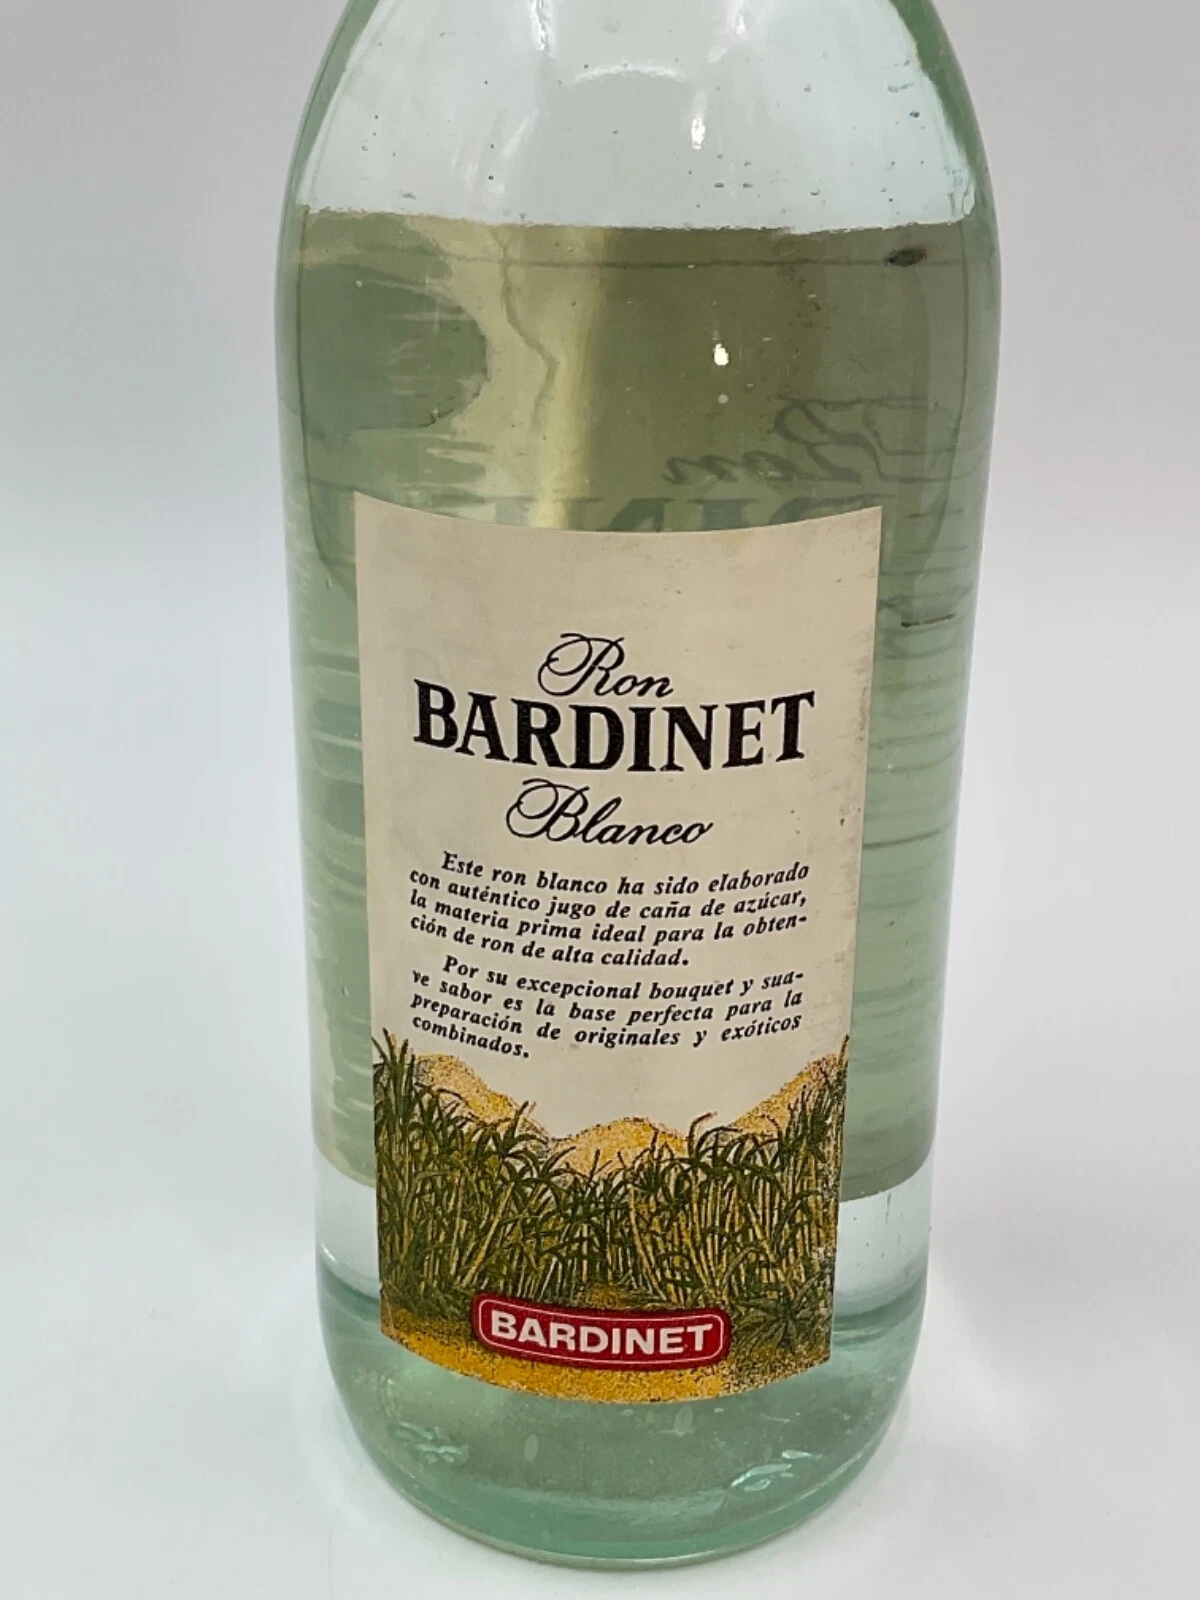 Ron
Ron
BARDINET
Blanco
Este ron blanco ha sido elaborado
con auténtico jugo de caña de azúcar,
la materia prima ideal para la obten-
ción de ron de alta calidad.
Por su excepcional bouquet y sua-
ve sabor es la base perfecta para la
preparación de originales y exóticos
combinados.
BARDINET